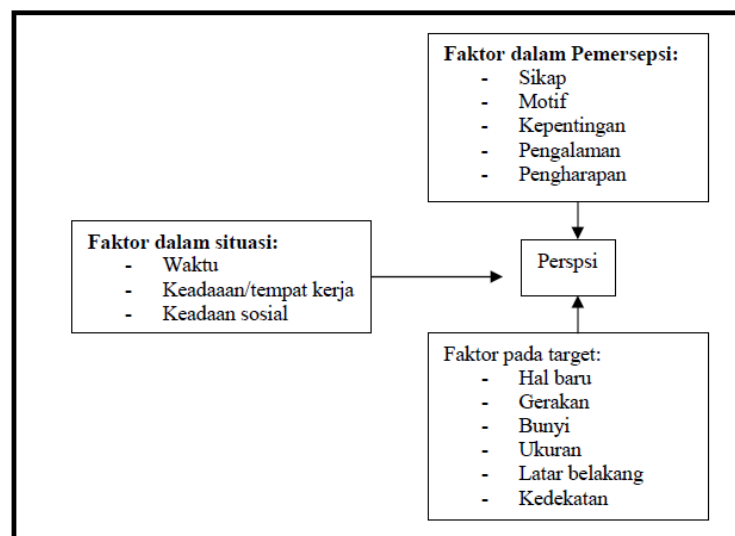 Faktor dalam Pemersepsi:
- Sikap
- Motif
- Kepentingan
- Pengalaman
- Pengharapan
Faktor dalam situasi:
- Waktu
- Keadaaan/tempat kerja
- Keadaan sosial
Perspsi
Faktor pada target:
- Hal baru
- Gerakan
- Bunyi
- Ukuran
- Latar belakang
- Kedekatan